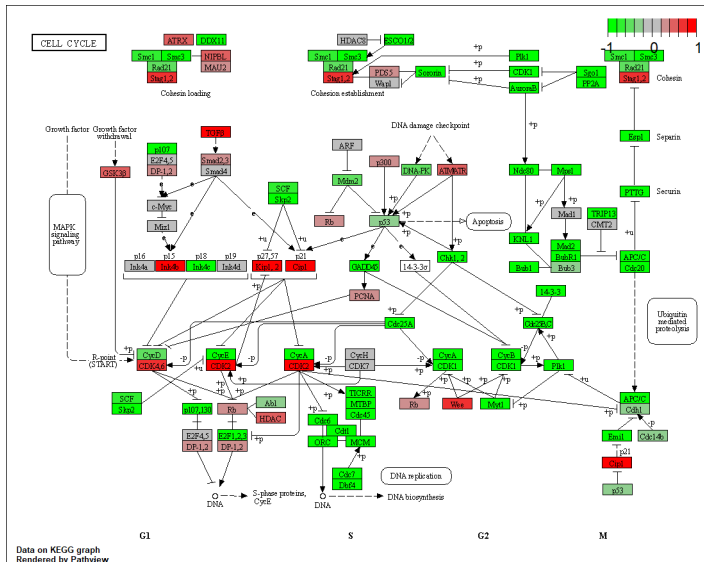 CELL CYCLE
-1 0 1
ATRX DDX11
Smc1 Smc3 NIPBL
Rad21 MAU2
Stag1,2
Cohesin loading
HDAC8 ESCO1/2
Smc1 Smc3
Rad21 PDS5 Sororin
Stag1,2 Wapl
Cohesion establishment
+p
Plk1
CDK1 Sgo1
AuroraB PP2A
Smc1 Smc3
Rad21
Stag1,2 Cohesin
Growth factor
Growth factor
withdrawal
GSK3β
p107
E2F4,5
DP-1,2
TGFβ
Smad2,3
Smad4
c-Myc
Miz1
SCF
Skp2
ARF
Mdm2
p300
Rb
DNA damage checkpoint
DNA-PK ATMATR
p53 Apoptosis
Ndc80 Mps1
KNL1 Mad1
Mad2
BubR1
Bub1 Bub3
Esp1 Separin
PTTG Securin
TRIP13
CMT2
APC/C
Cdc20
MAPK
signaling
pathway
p16 p15 p18 p19 p27,57 p21
Ink4a Ink4b Ink4c Ink4d Kip1,2 Cip1
GADD45 14-3-3σ Chk1,2
PCNA
14-3-3
Cdc25A Cdc25B/C
Ubiquitin
mediated
proteolysis
R-point
(START)
CycD CycE CycA CycH CycA CycB
CDK4,6 CDK2 CDK2 CDK7 CDK1 CDK1 Plk1
SCF
Skp2
p107,130 Rb Abl
HDAC
E2F4,5 E2F1,2,3
DP-1,2 DP-1,2
TICRR
MTBP
Cdc6 Cdc45
Cdt1
ORC MCM
Cdc7
Dbf4
Rb Wee Myt1
APC/C
Cdh1
Emi1 Cdc14b
p21
Cip1
p53
DNA
S-phase proteins,
CycE
DNA
DNA replication
DNA biosynthesis
G1 S G2 M
Data on KEGG graph
Rendered by Pathview